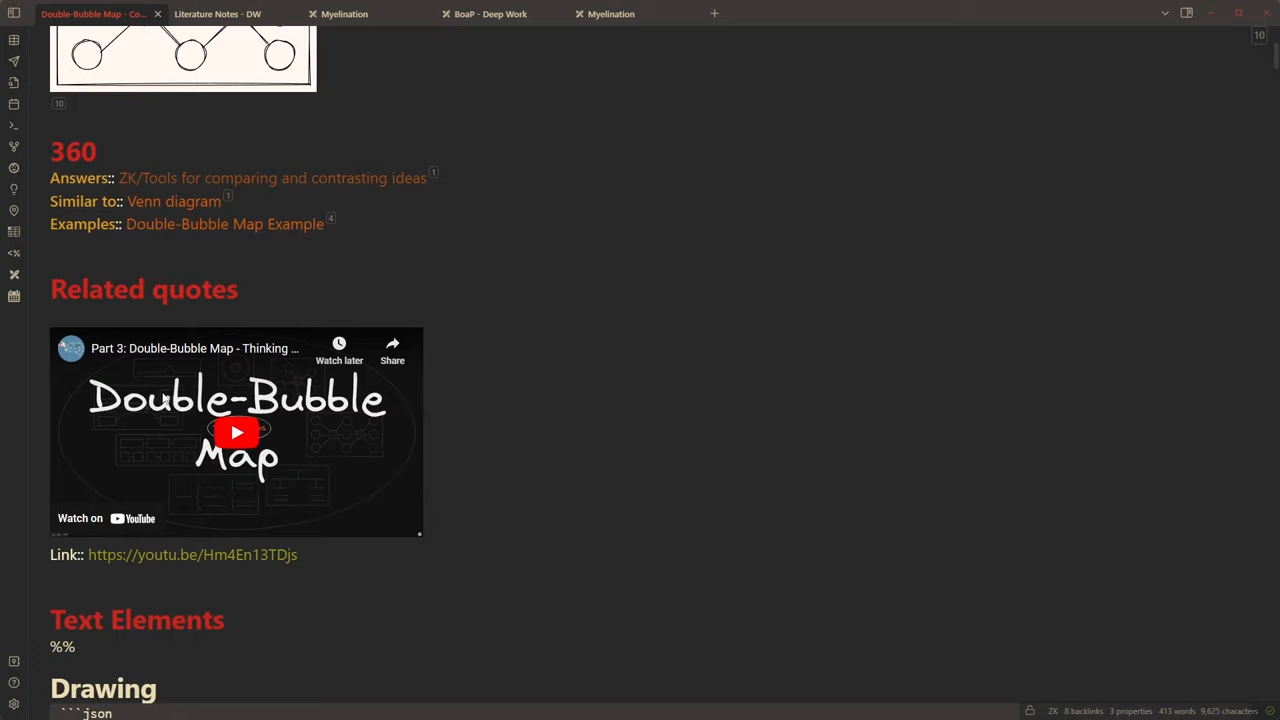 Double-Bubble Map - Co...
Literature Notes - DW
Myelination
BoaP - Deep Work
Myelination
10
10
360
Answers:: ZK/Tools for comparing and contrasting ideas 1
Similar to:: Venn diagram 1
Examples:: Double-Bubble Map Example 4
Related quotes
Part 3: Double-Bubble Map - Thinking ...
Watch later
Share
Double-Bubble
Map
Watch on YouTube
Link:: https://youtu.be/Hm4En13TDjs
Text Elements
%%
Drawing
```json
ZK 8 backlinks 3 properties 413 words 9,625 characters